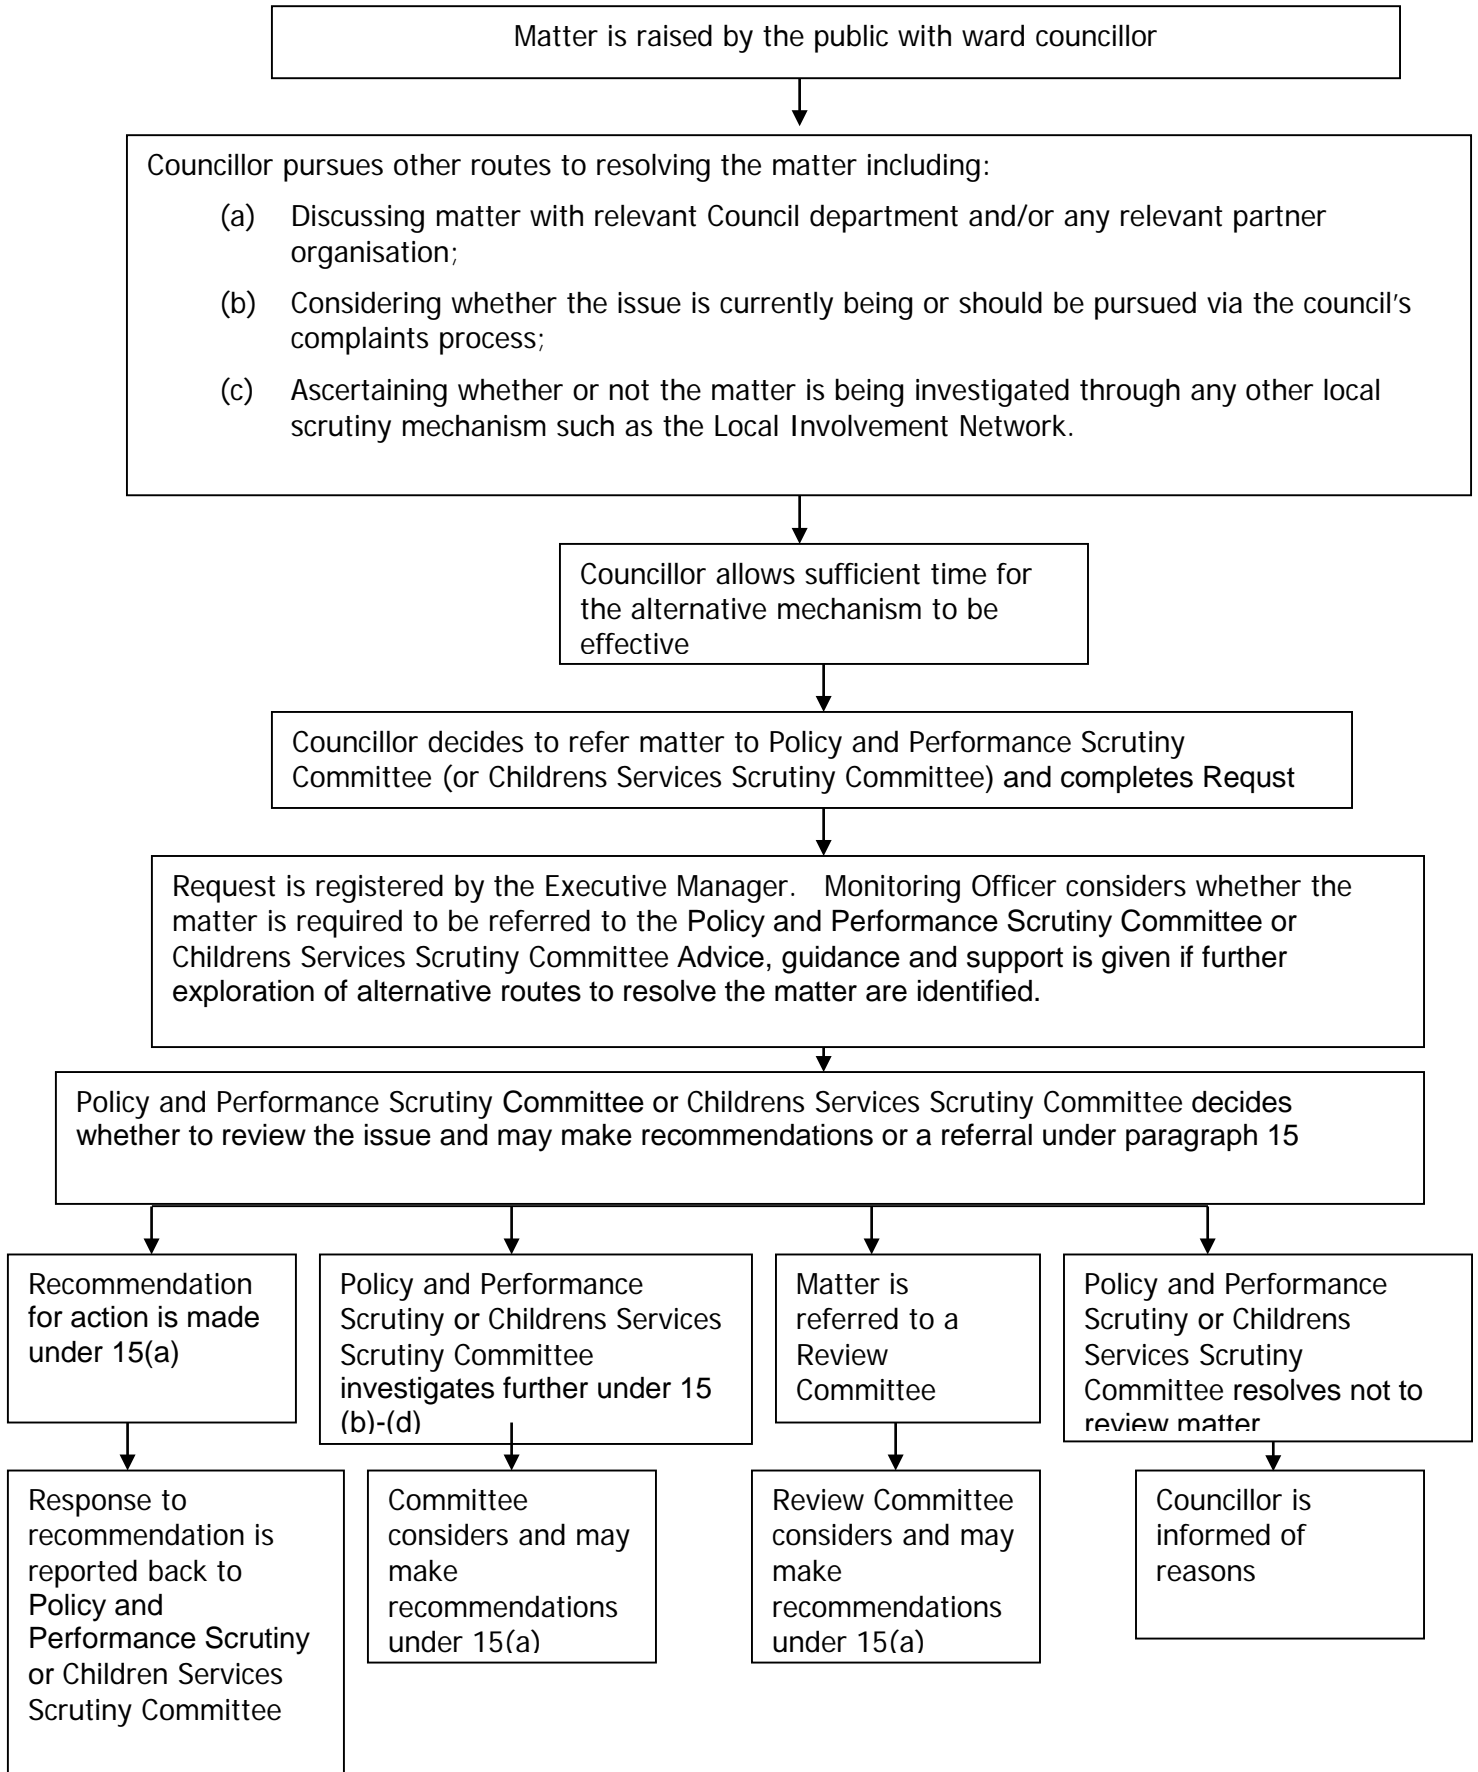 Matter is raised by the public with ward councillor
Councillor pursues other routes to resolving the matter including:
(a) Discussing matter with relevant Council department and/or any relevant partner
organisation;
(b) Considering whether the issue is currently being or should be pursued via the council's
complaints process;
(c) Ascertaining whether or not the matter is being investigated through any other local
scrutiny mechanism such as the Local Involvement Network.
Councillor allows sufficient time for
the alternative mechanism to be
effective
Councillor decides to refer matter to Policy and Performance Scrutiny
Committee (or Childrens Services Scrutiny Committee) and completes Requst
Request is registered by the Executive Manager. Monitoring Officer considers whether the
matter is required to be referred to the Policy and Performance Scrutiny Committee or
Childrens Services Scrutiny Committee Advice, guidance and support is given if further
exploration of alternative routes to resolve the matter are identified.
Policy and Performance Scrutiny Committee or Childrens Services Scrutiny Committee decides
whether to review the issue and may make recommendations or a referral under paragraph 15
Recommendation
for action is made
under 15(a)
Policy and Performance
Scrutiny or Childrens Services
Scrutiny Committee
investigates further under 15
(b)-(d)
Matter is
referred to a
Review
Committee
Policy and Performance
Scrutiny or Childrens
Services Scrutiny
Committee resolves not to
review matter
Response to
recommendation is
reported back to
Policy and
Performance Scrutiny
or Children Services
Scrutiny Committee
Committee
considers and may
make
recommendations
under 15(a)
Review Committee
considers and may
make
recommendations
under 15(a)
Councillor is
informed of
reasons